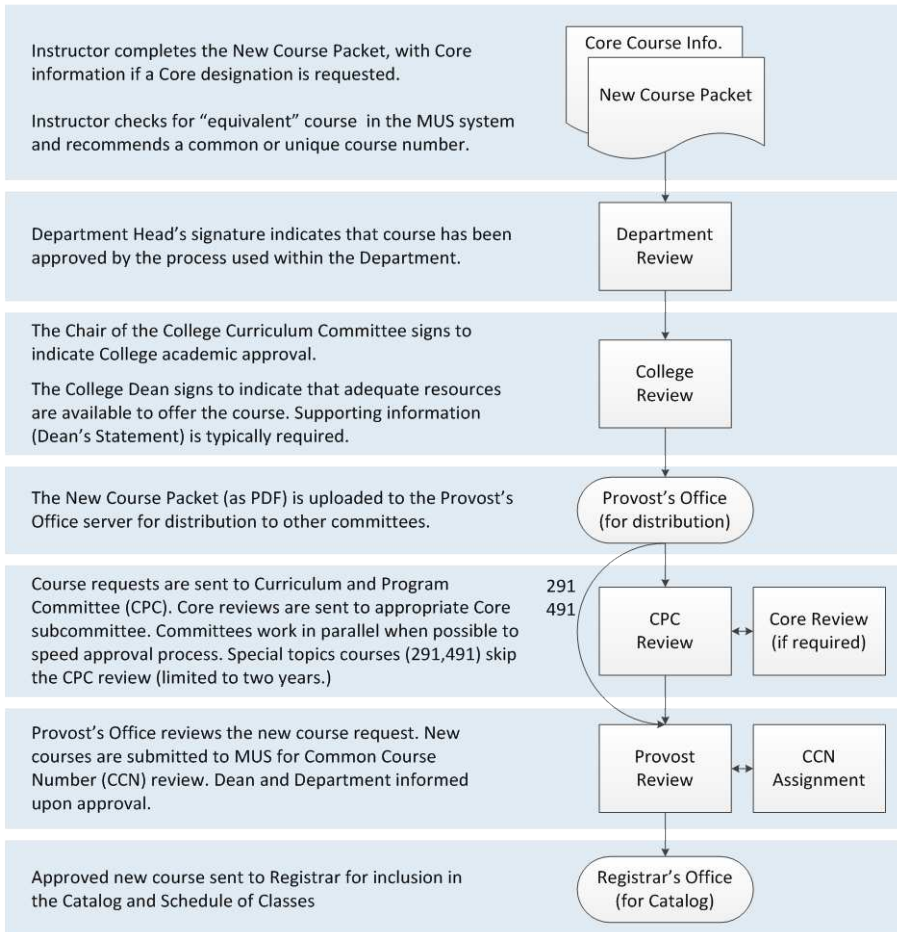 Instructor completes the New Course Packet, with Core
information if a Core designation is requested.
Instructor checks for “equivalent” course in the MUS system
and recommends a common or unique course number.
Core Course Info.
New Course Packet
Department Head’s signature indicates that course has been
approved by the process used within the Department.
Department
Review
The Chair of the College Curriculum Committee signs to
indicate College academic approval.
The College Dean signs to indicate that adequate resources
are available to offer the course. Supporting information
(Dean’s Statement) is typically required.
College
Review
The New Course Packet (as PDF) is uploaded to the Provost’s
Office server for distribution to other committees.
Provost’s Office
(for distribution)
Course requests are sent to Curriculum and Program
Committee (CPC). Core reviews are sent to appropriate Core
subcommittee. Committees work in parallel when possible to
speed approval process. Special topics courses (291,491) skip
the CPC review (limited to two years.)
291
491
CPC
Review
Core Review
(if required)
Provost’s Office reviews the new course request. New
courses are submitted to MUS for Common Course
Number (CCN) review. Dean and Department informed
upon approval.
Provost
Review
CCN
Assignment
Approved new course sent to Registrar for inclusion in
the Catalog and Schedule of Classes
Registrar’s Office
(for Catalog)